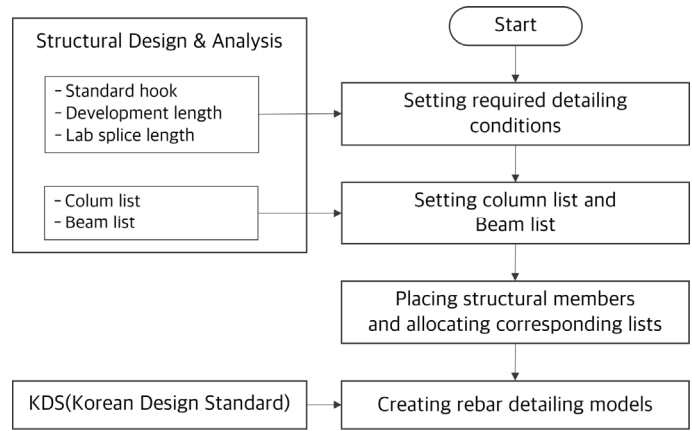 Structural Design & Analysis
- Standard hook
- Development length
- Lab splice length
- Colum list
- Beam list
Start
Setting required detailing
conditions
Setting column list and
Beam list
Placing structural members
and allocating corresponding lists
KDS(Korean Design Standard)
Creating rebar detailing models